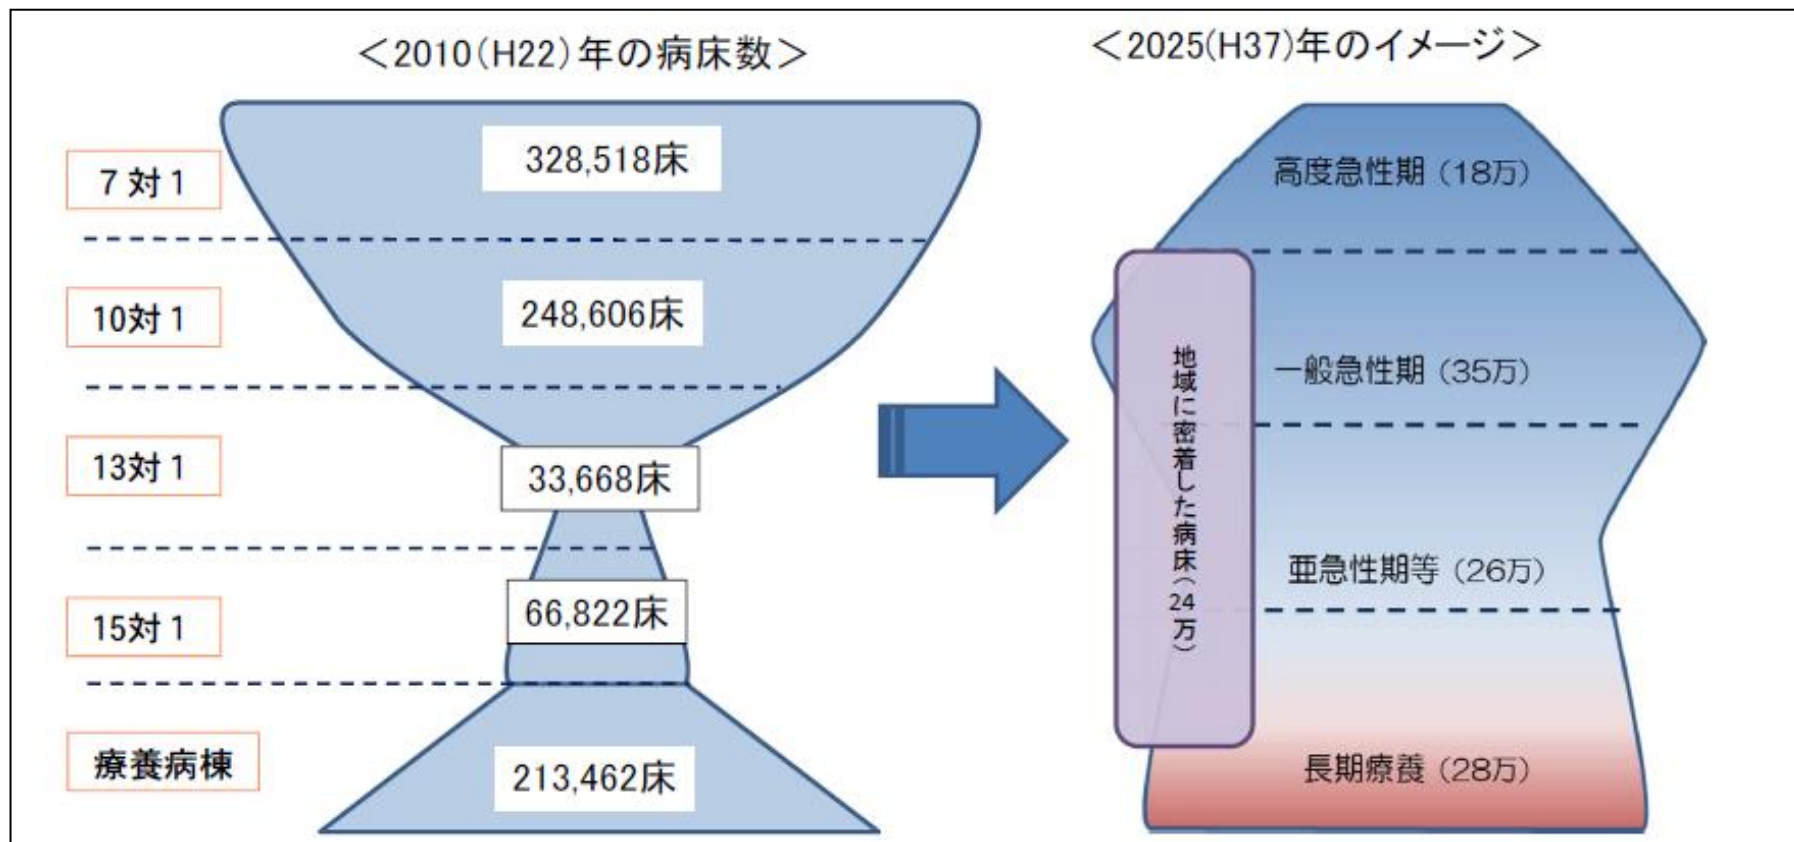 ＜2010(H22)年の病床数＞
7対1
328,518床
10対1
248,606床
13対1
33,668床
15対1
66,822床
療養病棟
213,462床
＜2025(H37)年のイメージ＞
高度急性期（18万）
一般急性期（35万）
亜急性期等（26万）
長期療養（28万）
地域に密着した病床（24万）